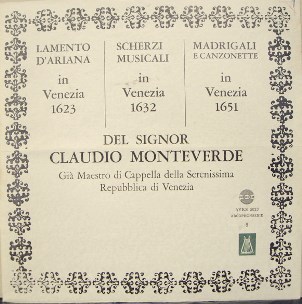 LAMENTO
D'ARIANA
in
Venezia
1623
SCHERZI
MUSICALI
in
Venezia
1632
MADRIGALI
E CANZONETTE
in
Venezia
1651
DEL SIGNOR
CLAUDIO MONTEVERDE
Già Maestro di Cappella della Serenissima
Repubblica di Venezia